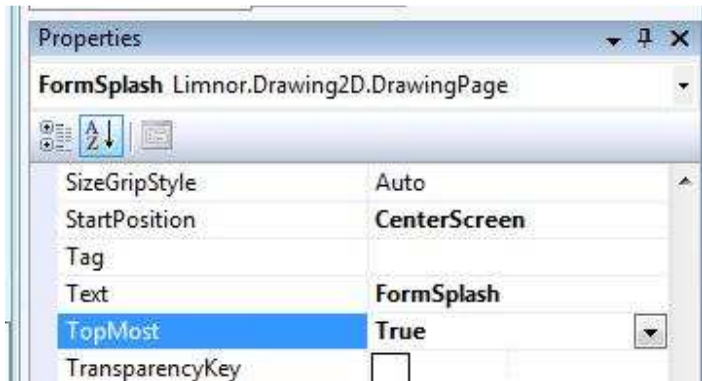 Properties
FormSplash Limnor.Drawing2D.DrawingPage
A Z
SizeGripStyle Auto
StartPosition CenterScreen
Tag
Text FormSplash
TopMost True
TransparencyKey